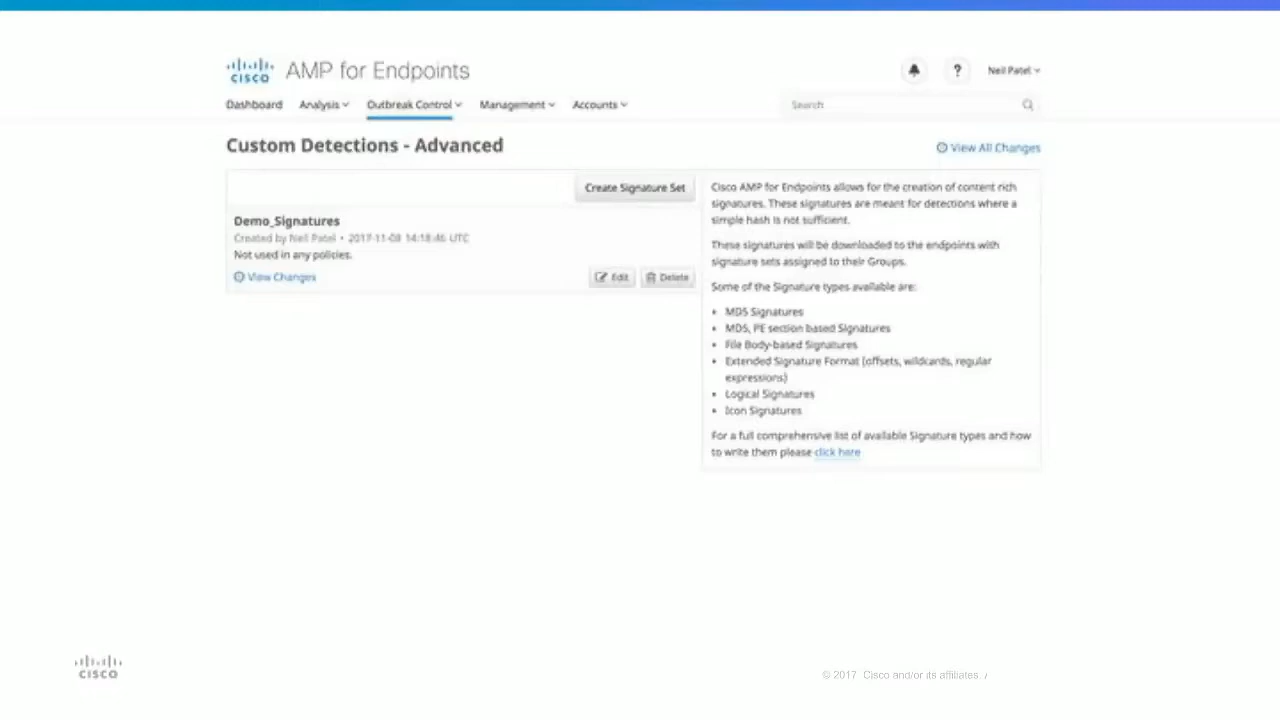 CISCO AMP for Endpoints
? Neil Patel
Dashboard Analysis Outbreak Control Management Accounts Search
Custom Detections - Advanced
View All Changes
Create Signature Set
Demo_Signatures
Created by Neil Patel • 2017-11-08 14:18:46 UTC
Not used in any policies.
View Changes
Edit Delete
Cisco AMP for Endpoints allows for the creation of content rich
signatures. These signatures are meant for detections where a
simple hash is not sufficient.
These signatures will be downloaded to the endpoints with
signature sets assigned to their Groups.
Some of the Signature types available are:
• MD5 Signatures
• MD5, PE section based Signatures
• File Body-based Signatures
• Extended Signature Format (offsets, wildcards, regular
expressions)
• Logical Signatures
• Icon Signatures
For a full comprehensive list of available Signature types and how
to write them please click here
CISCO
© 2017 Cisco and/or its affiliates